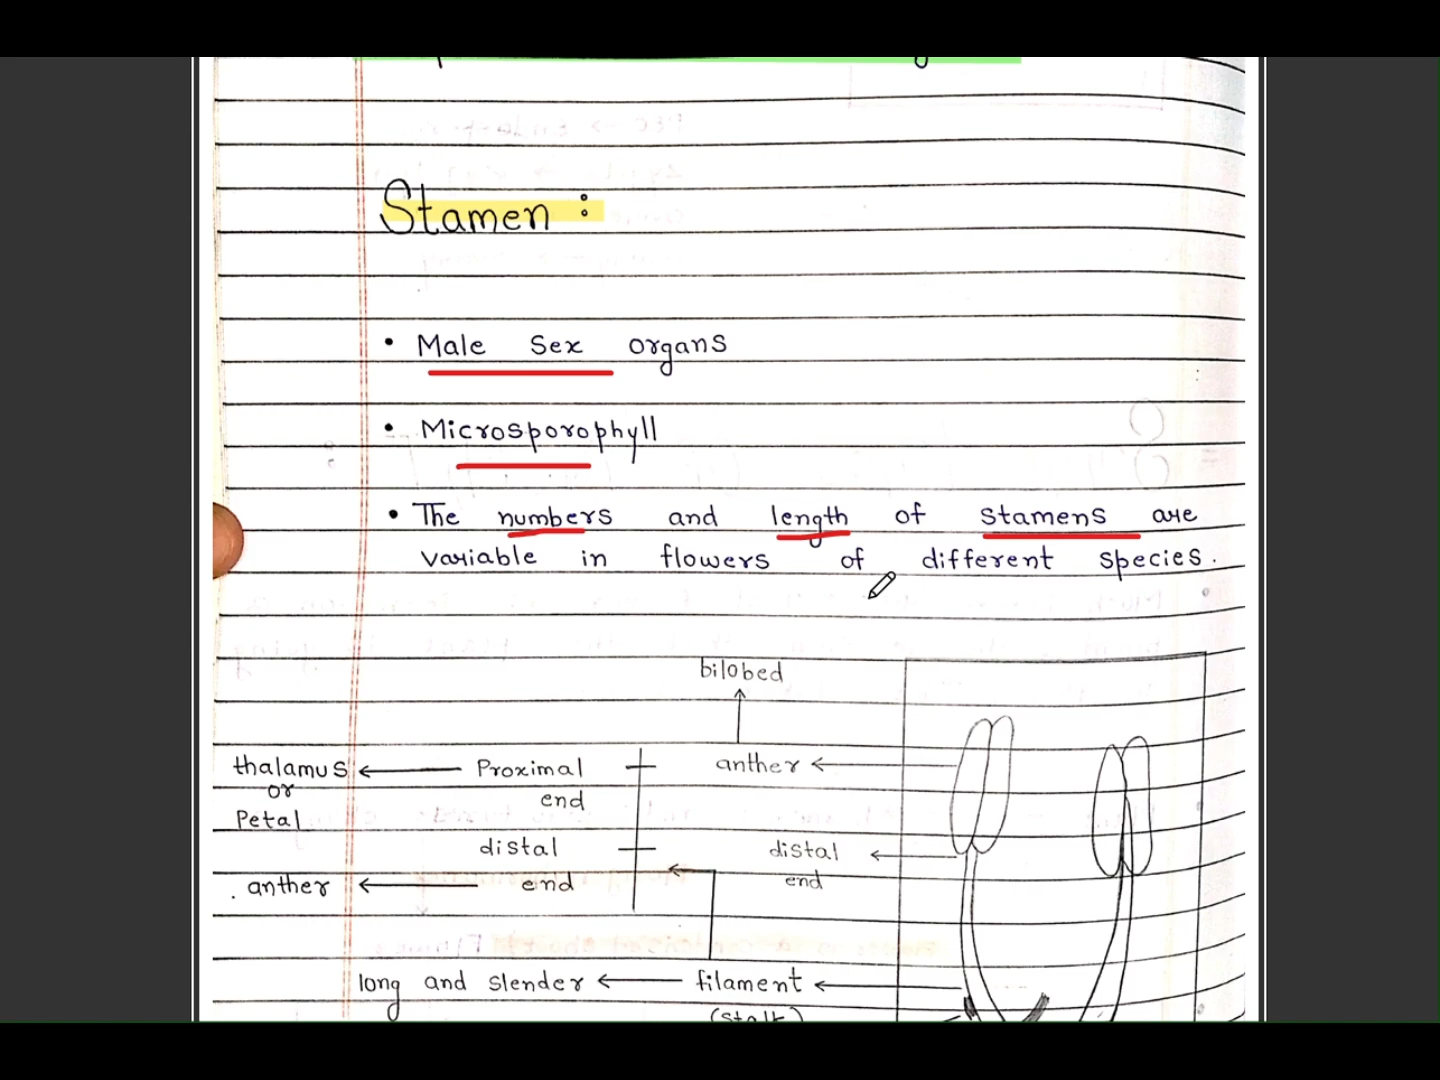 Stamen :
• Male sex organs
• Microsporophyll
• The numbers and length of stamens are
variable in flowers of different species.
bilobed
thalamus ← Proximal
anther ←
or
end
Petal
distal
distal ←
anther ← end
end
long and slender ← filament ←
(stalk)